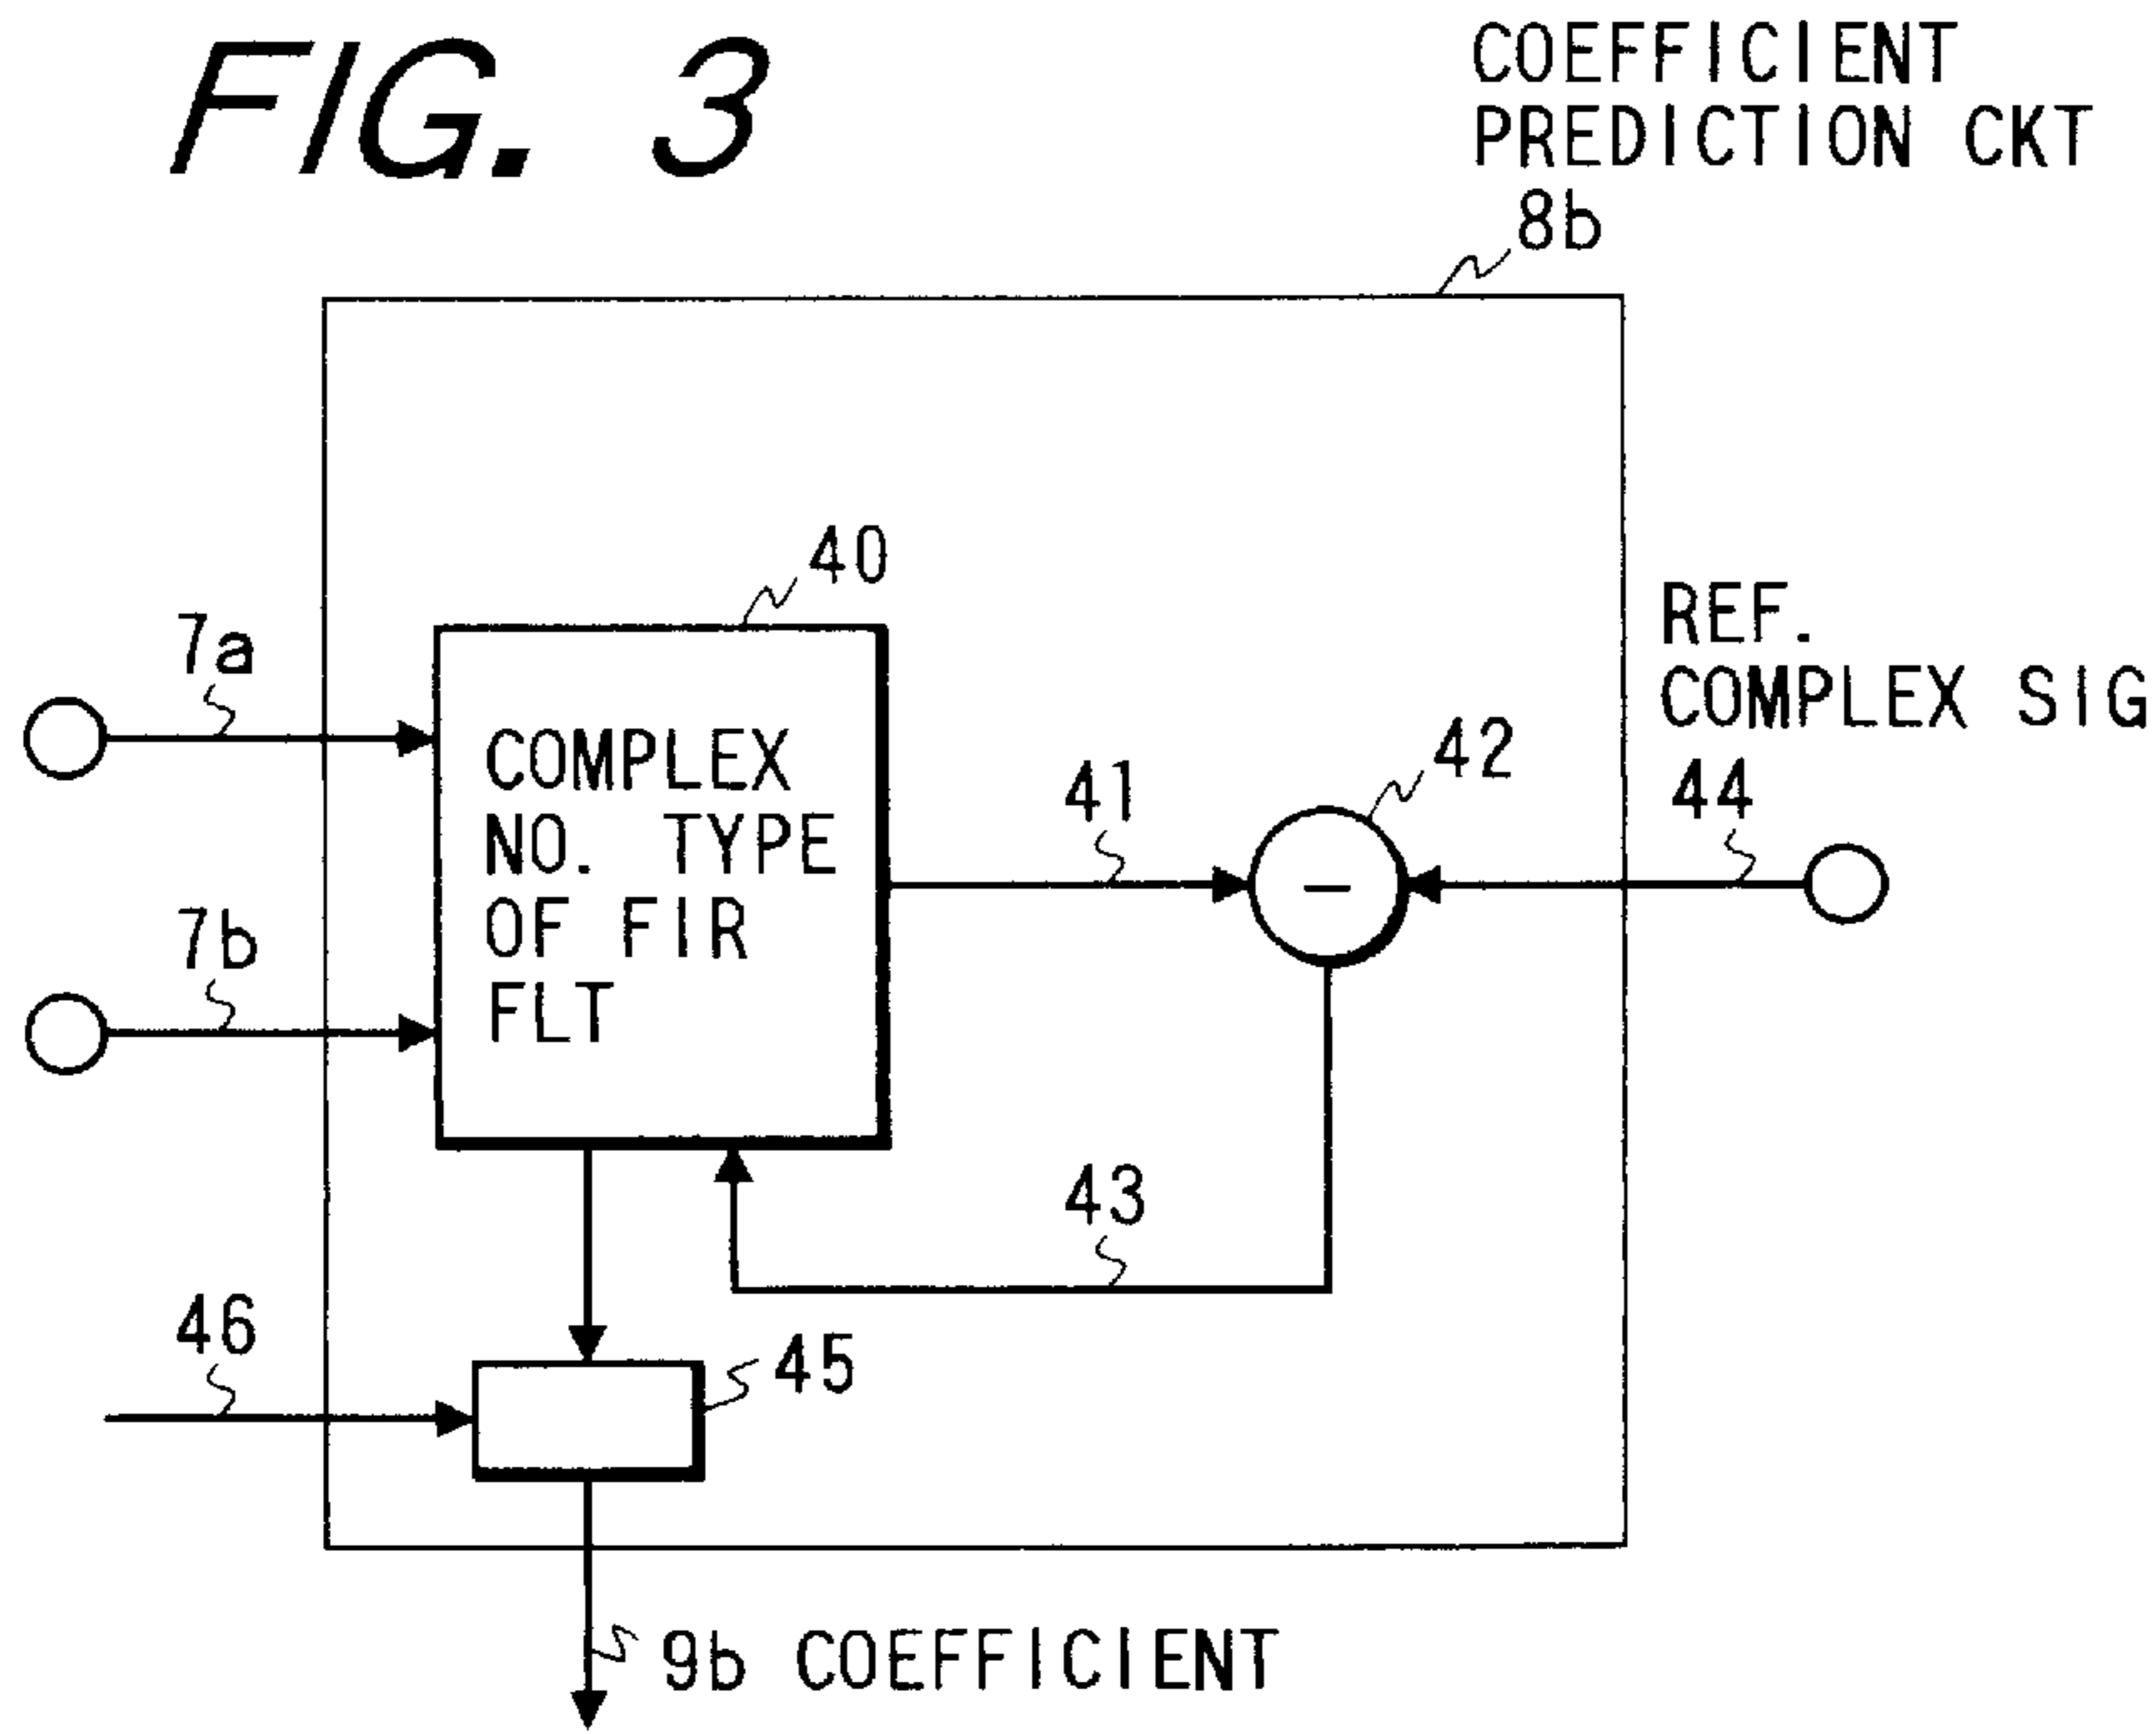 FIG. 3
COEFFICIENT
PREDICTION CKT
8b
40
7a
REF.
COMPLEX SIG
44
COMPLEX
NO. TYPE
OF FIR
FLT
41
42
7b
43
46
45
9b COEFFICIENT
−